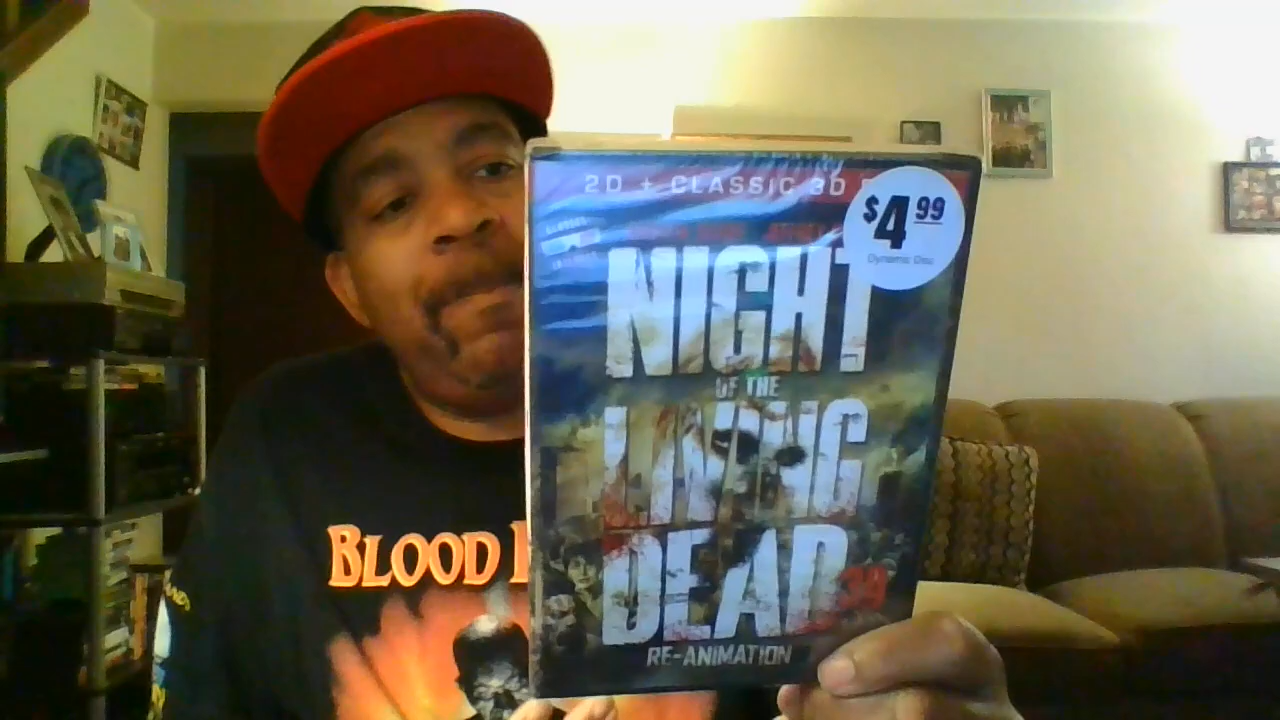 2D + CLASSIC 3D
$4 99
Dynamic Disc
NIGHT
OF THE
LIVING
DEAD 3D
RE-ANIMATION
BLOOD